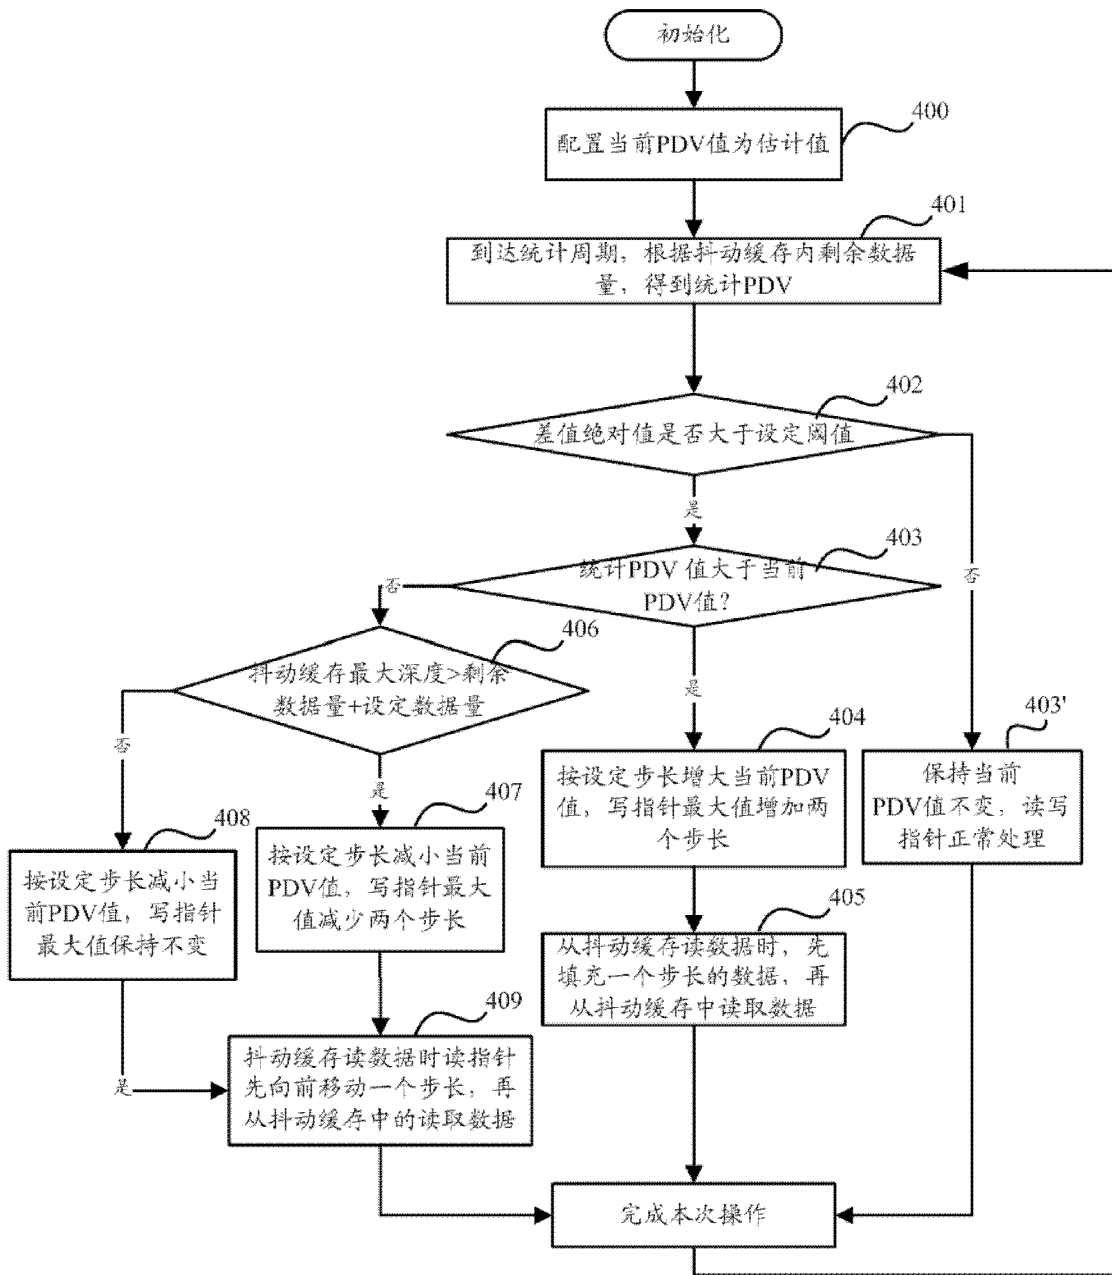 初始化
400
配置当前PDV值为估计值
401
到达统计周期，根据抖动缓存内剩余数据
量，得到统计PDV
402
差值绝对值是否大于设定阈值
是
403
否
统计PDV 值大于当前
PDV值？
否
406
抖动缓存最大深度>剩余
数据量+设定数据量
是
否
是
404
按设定步长增大当前PDV
值，写指针最大值增加两
个步长
403'
保持当前
PDV值不变，读写
指针正常处理
407
按设定步长减小当前
PDV值，写指针最大
值减少两个步长
408
按设定步长减小当
前PDV值，写指针
最大值保持不变
405
从抖动缓存读数据时，先
填充一个步长的数据，再
从抖动缓存中读取数据
409
抖动缓存读数据时读指针
先向前移动一个步长，再
从抖动缓存中的读取数据
是
完成本次操作